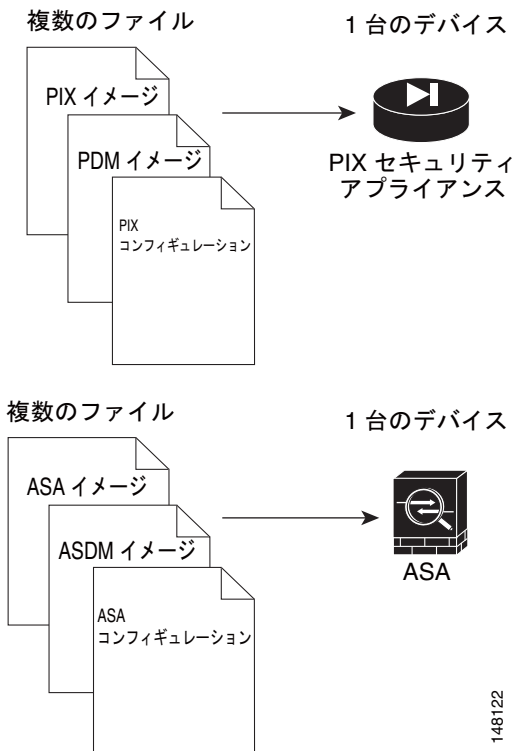 複数のファイル
1 台のデバイス
PIX イメージ
PDM イメージ
PIX
コンフィギュレーション
PIX セキュリティ
アプライアンス
複数のファイル
1 台のデバイス
ASA イメージ
ASDM イメージ
ASA
コンフィギュレーション
ASA
148122